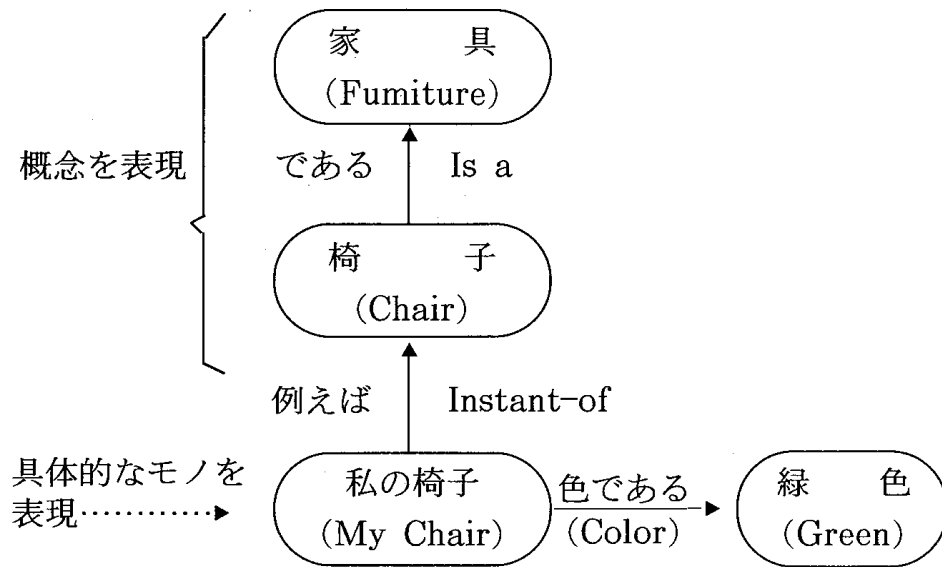 家 具
(Fumiture)
概念を表現
である Is a
椅 子
(Chair)
例えば Instant-of
具体的なモノを
表現…………
私の椅子
(My Chair)
色である
(Color)
緑 色
(Green)